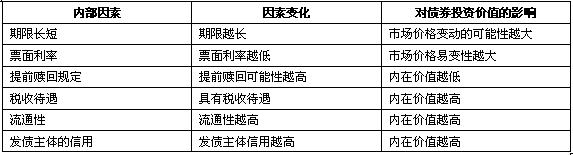 内部因素 因素变化 对债券投资价值的影响
期限长短 期限越长 市场价格变动的可能性越大
票面利率 票面利率越低 市场价格易变性越大
提前赎回规定 提前赎回可能性越高 内在价值越低
税收待遇 具有税收待遇 内在价值越高
流通性 流通性越高 内在价值越高
发债主体的信用 发债主体信用越高 内在价值越高